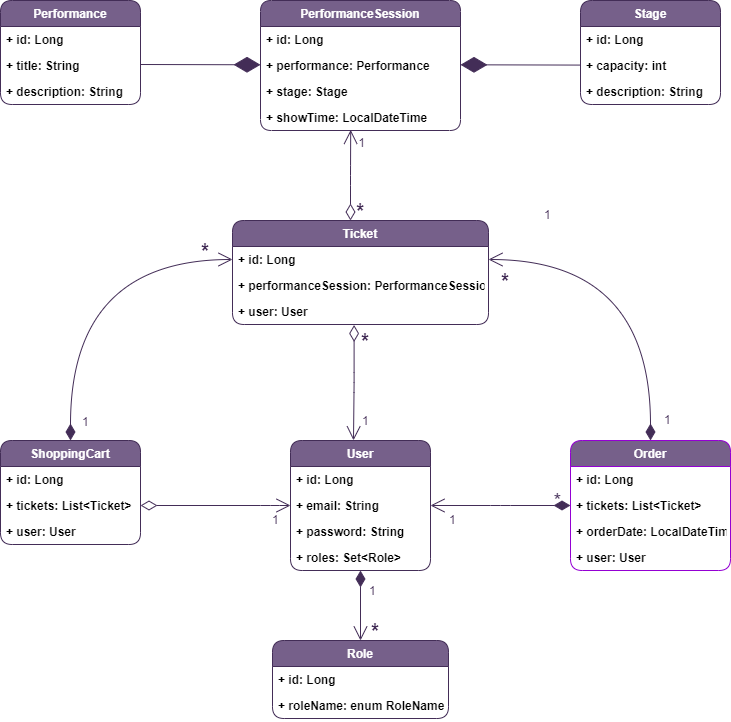 Performance
+ id: Long
+ title: String
+ description: String
PerformanceSession
+ id: Long
+ performance: Performance
+ stage: Stage
+ showTime: LocalDateTime
Stage
+ id: Long
+ capacity: int
+ description: String
1
*
1
Ticket
+ id: Long
+ performanceSession: PerformanceSessio
+ user: User
*
*
*
1
1
1
ShoppingCart
+ id: Long
+ tickets: List<Ticket>
+ user: User
1
User
+ id: Long
+ email: String
+ password: String
+ roles: Set<Role>
1
*
Order
+ id: Long
+ tickets: List<Ticket>
+ orderDate: LocalDateTim
+ user: User
1
*
Role
+ id: Long
+ roleName: enum RoleName